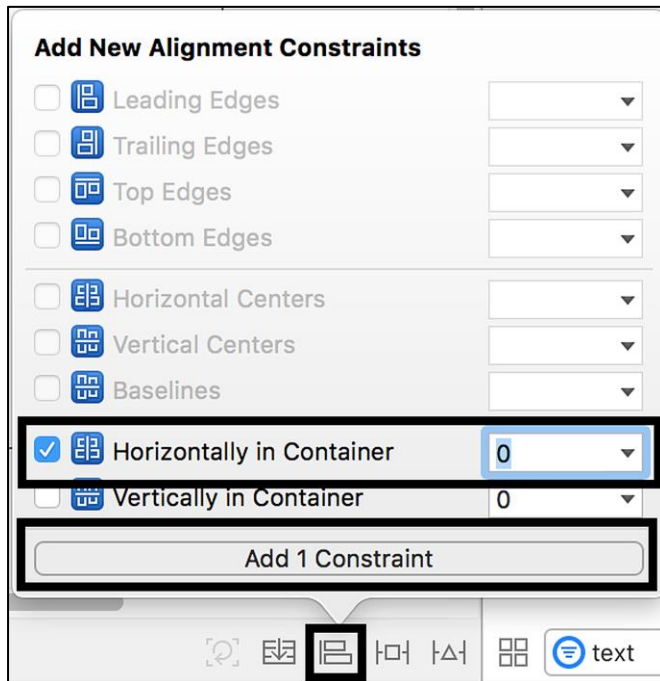 Add New Alignment Constraints
Leading Edges
Trailing Edges
Top Edges
Bottom Edges
Horizontal Centers
Vertical Centers
Baselines
Horizontally in Container 0
Vertically in Container 0
Add 1 Constraint
text